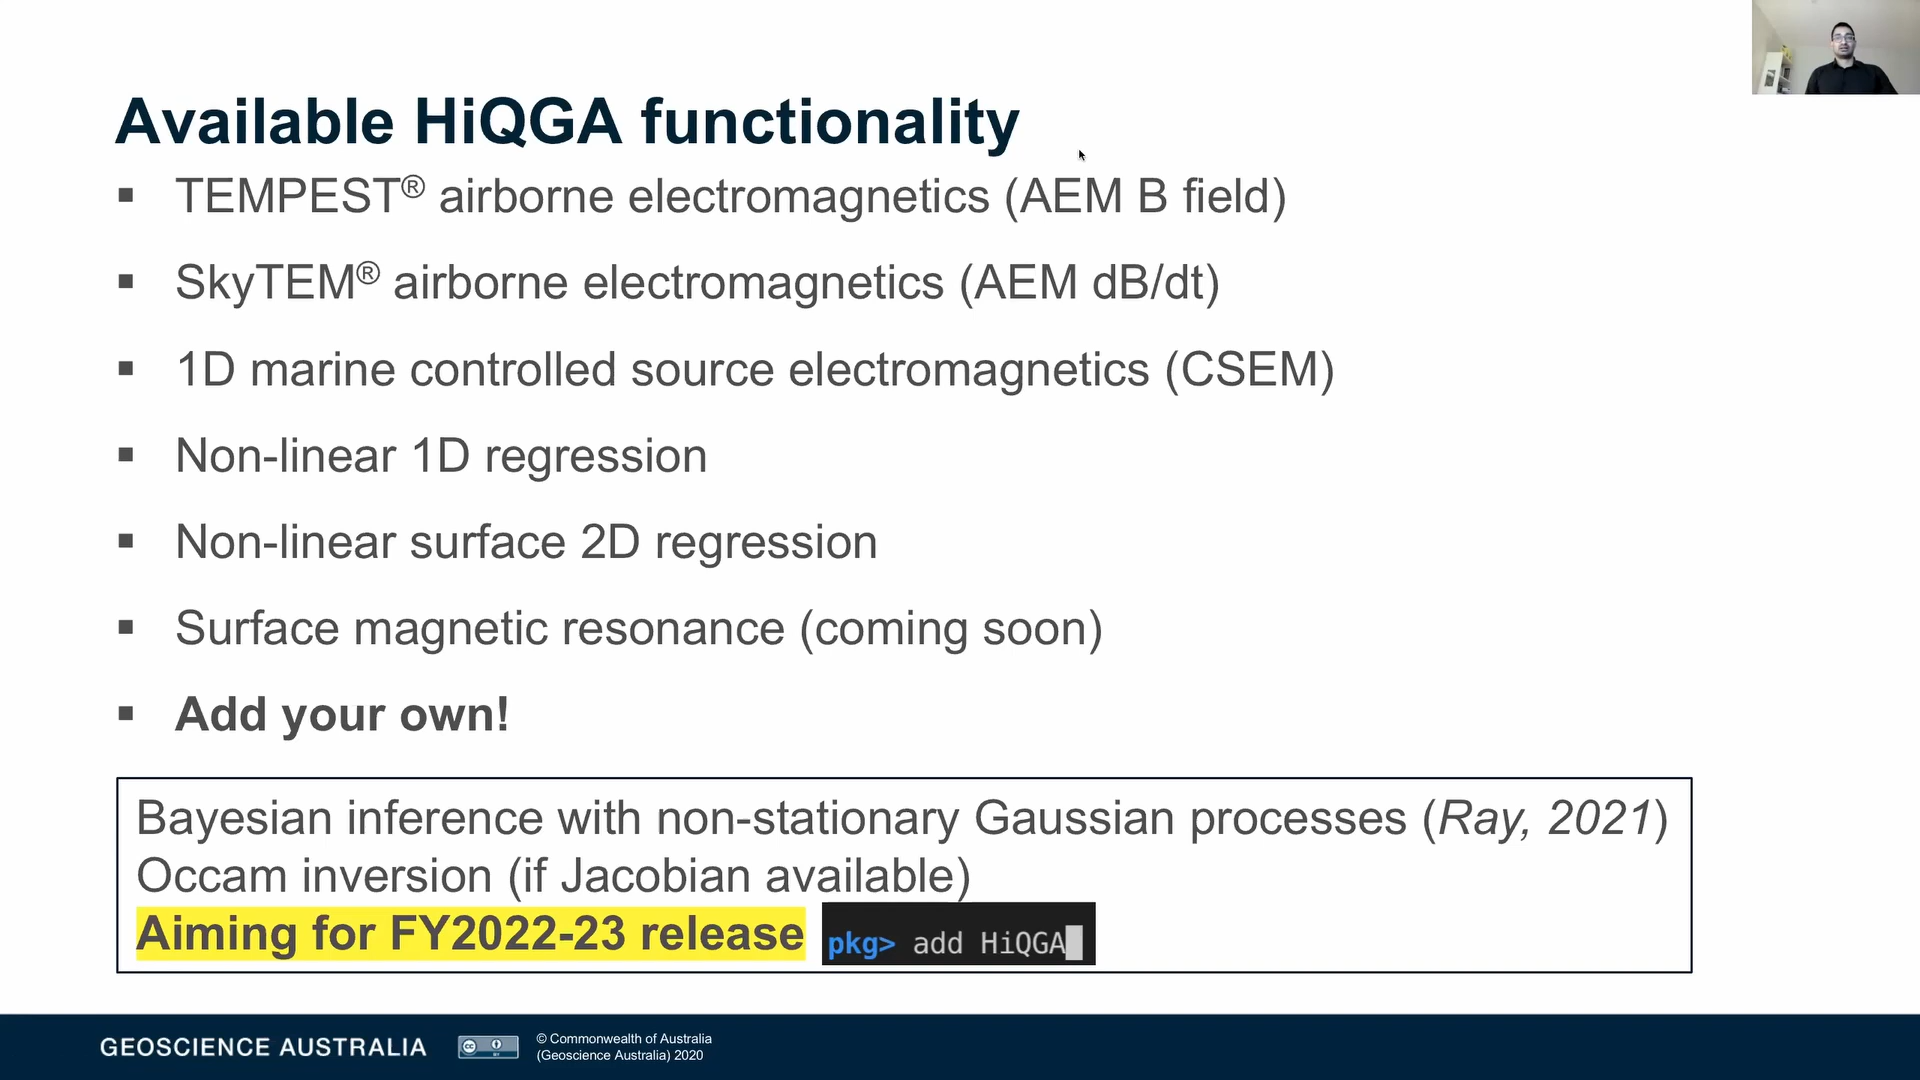 Available HiQGA functionality
▪ TEMPEST® airborne electromagnetics (AEM B field)
▪ SkyTEM® airborne electromagnetics (AEM dB/dt)
▪ 1D marine controlled source electromagnetics (CSEM)
▪ Non-linear 1D regression
▪ Non-linear surface 2D regression
▪ Surface magnetic resonance (coming soon)
▪ Add your own!
Bayesian inference with non-stationary Gaussian processes (Ray, 2021)
Occam inversion (if Jacobian available)
Aiming for FY2022-23 release pkg> add HiQGA
GEOSCIENCE AUSTRALIA
cc BY
© Commonwealth of Australia
(Geoscience Australia) 2020